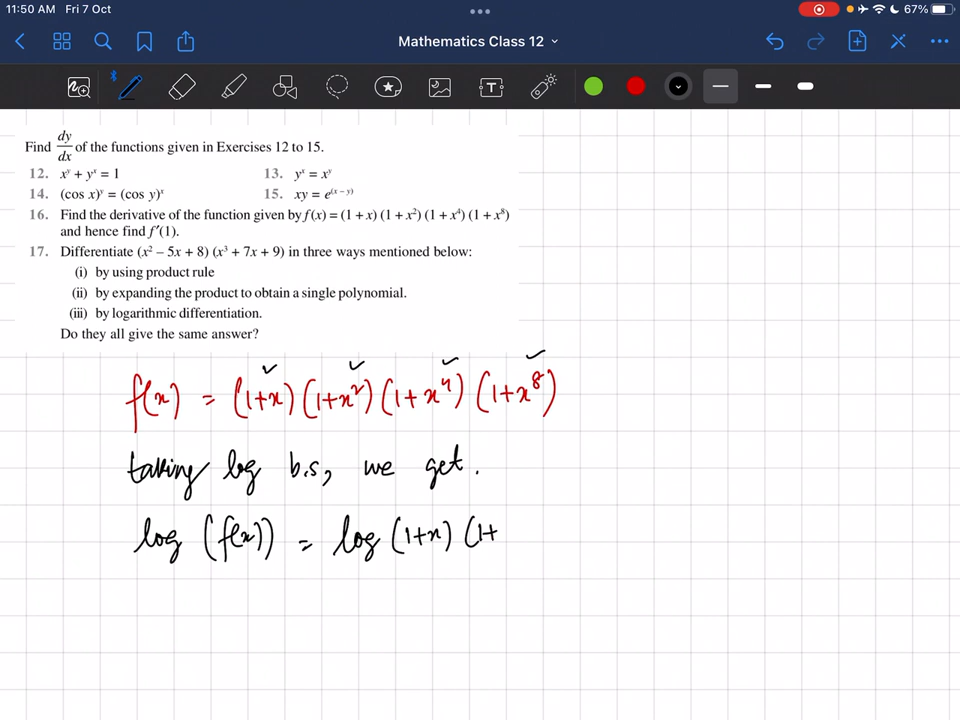 11:50 AM Fri 7 Oct
67%
Mathematics Class 12
Find dy/dx of the functions given in Exercises 12 to 15.
12. xʸ + yˣ = 1 13. yˣ = xʸ
14. (cos x)ʸ = (cos y)ˣ 15. xy = e⁽ˣ ⁻ ʸ⁾
16. Find the derivative of the function given by f (x) = (1 + x) (1 + x²) (1 + x⁴) (1 + x⁸)
and hence find f′(1).
17. Differentiate (x² – 5x + 8) (x³ + 7x + 9) in three ways mentioned below:
(i) by using product rule
(ii) by expanding the product to obtain a single polynomial.
(iii) by logarithmic differentiation.
Do they all give the same answer?
f(x) = (1+x) (1+x²) (1+x⁴) (1+x⁸)
taking log b.s, we get.
log (f(x)) = log (1+x) (1+